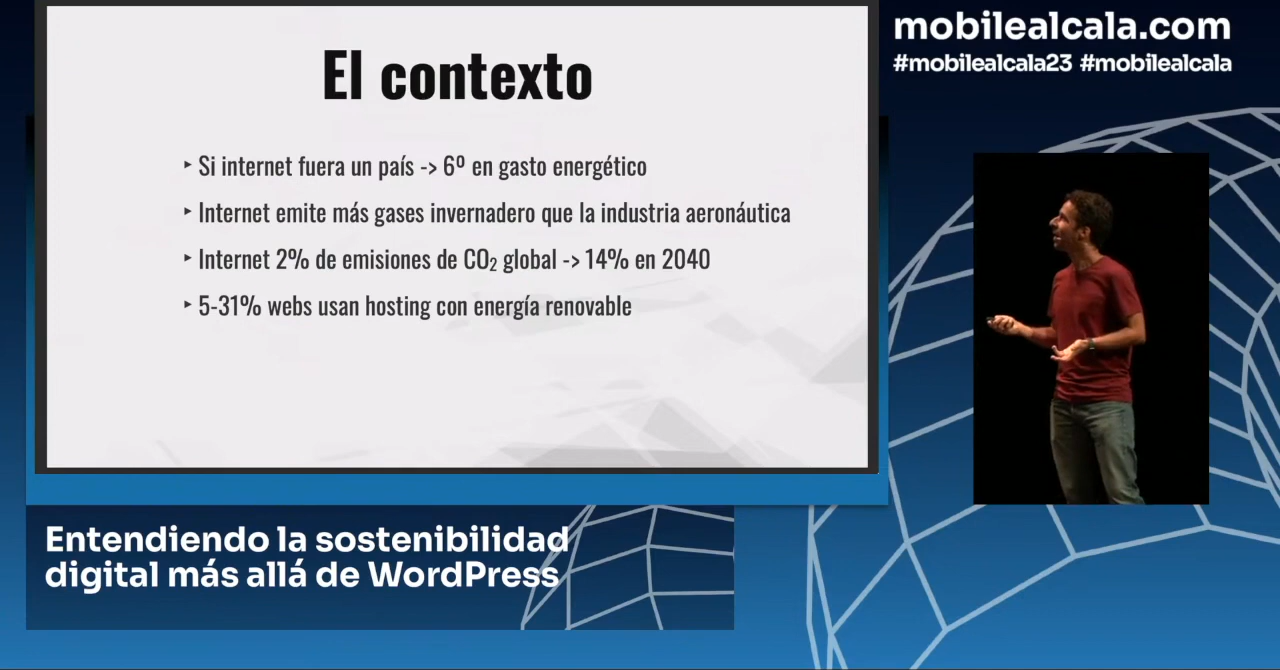 El contexto
‣ Si internet fuera un país -> 6º en gasto energético
‣ Internet emite más gases invernadero que la industria aeronáutica
‣ Internet 2% de emisiones de CO₂ global -> 14% en 2040
‣ 5-31% webs usan hosting con energía renovable
mobilealcala.com
#mobilealcala23 #mobilealcala
Entendiendo la sostenibilidad
digital más allá de WordPress